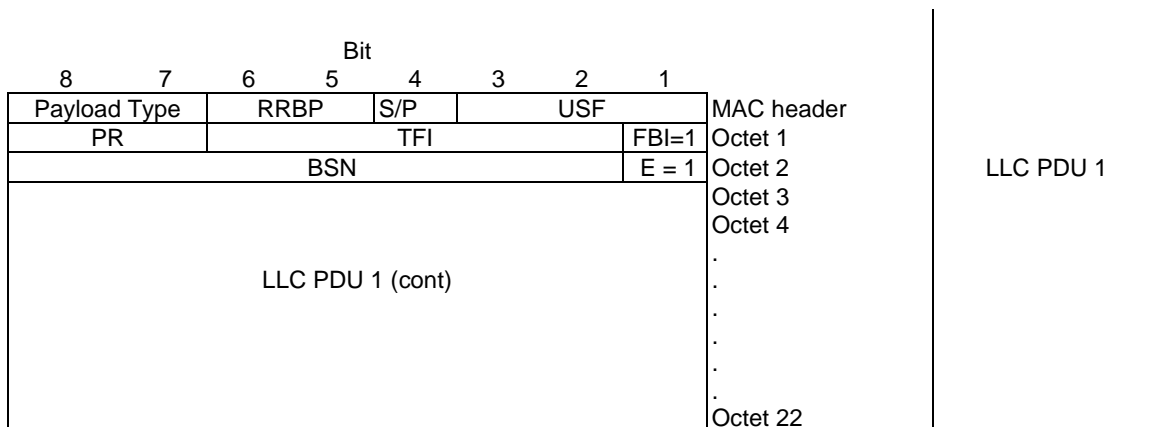 Bit
8 7 6 5 4 3 2 1
Payload Type RRBP S/P USF MAC header
PR TFI FBI=1 Octet 1
BSN E = 1 Octet 2 LLC PDU 1
Octet 3
Octet 4
.
LLC PDU 1 (cont) .
.
.
.
.
Octet 22